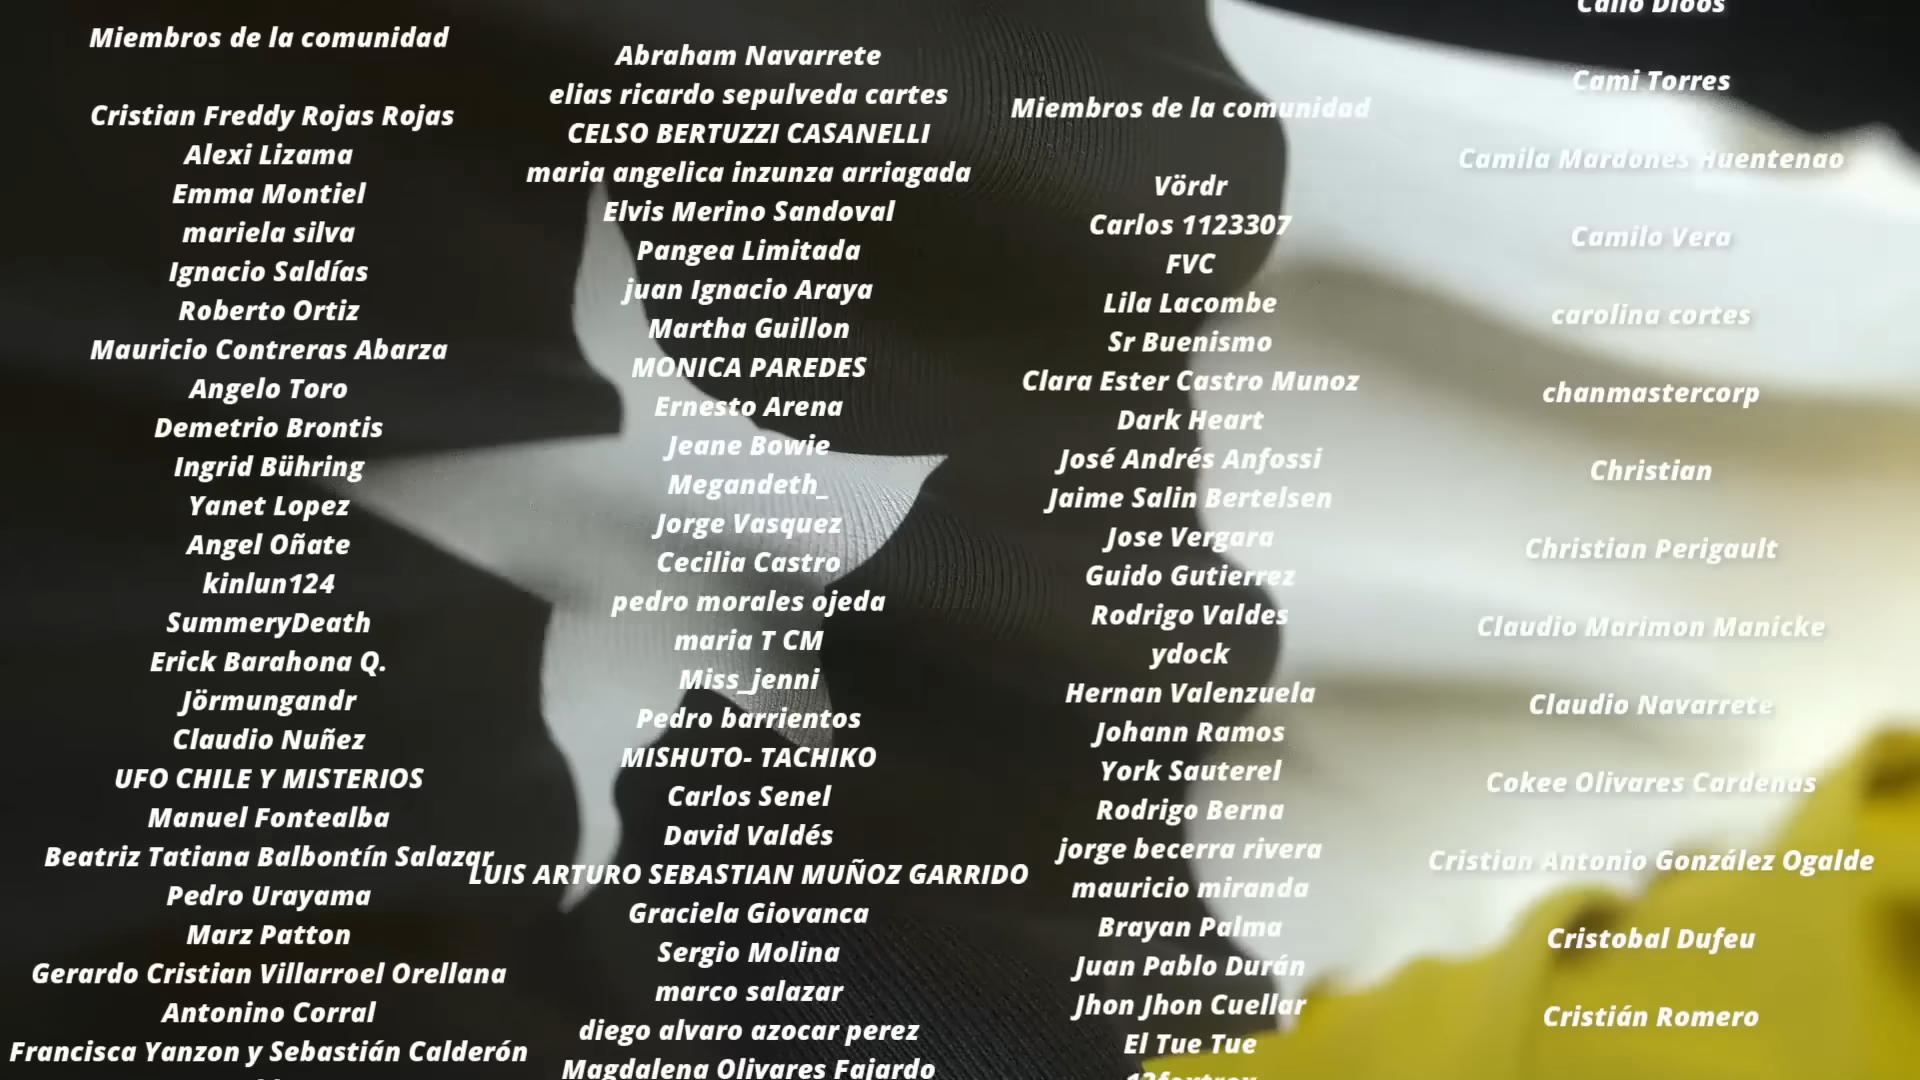 Miembros de la comunidad
Cristian Freddy Rojas Rojas
Alexi Lizama
Emma Montiel
mariela silva
Ignacio Saldías
Roberto Ortiz
Mauricio Contreras Abarza
Angelo Toro
Demetrio Brontis
Ingrid Bühring
Yanet Lopez
Angel Oñate
kinlun124
SummeryDeath
Erick Barahona Q.
Jörmungandr
Claudio Nuñez
UFO CHILE Y MISTERIOS
Manuel Fontealba
Beatriz Tatiana Balbontín Salazar
Pedro Urayama
Marz Patton
Gerardo Cristian Villarroel Orellana
Antonino Corral
Francisca Yanzon y Sebastián Calderón
Abraham Navarrete
elias ricardo sepulveda cartes
CELSO BERTUZZI CASANELLI
maria angelica inzunza arriagada
Elvis Merino Sandoval
Pangea Limitada
juan Ignacio Araya
Martha Guillon
MONICA PAREDES
Ernesto Arena
Jeane Bowie
Megandeth_
Jorge Vasquez
Cecilia Castro
pedro morales ojeda
maria T CM
Miss_jenni
Pedro barrientos
MISHUTO- TACHIKO
Carlos Senel
David Valdés
LUIS ARTURO SEBASTIAN MUÑOZ GARRIDO
Graciela Giovanca
Sergio Molina
marco salazar
diego alvaro azocar perez
Magdalena Olivares Fajardo
Miembros de la comunidad
Vördr
Carlos 1123307
FVC
Lila Lacombe
Sr Buenismo
Clara Ester Castro Munoz
Dark Heart
José Andrés Anfossi
Jaime Salin Bertelsen
Jose Vergara
Guido Gutierrez
Rodrigo Valdes
ydock
Hernan Valenzuela
Johann Ramos
York Sauterel
Rodrigo Berna
jorge becerra rivera
mauricio miranda
Brayan Palma
Juan Pablo Durán
Jhon Jhon Cuellar
El Tue Tue
Cami Torres
Camila Mardones Huentenao
Camilo Vera
carolina cortes
chanmastercorp
Christian
Christian Perigault
Claudio Marimon Manicke
Claudio Navarrete
Cokee Olivares Cardenas
Cristian Antonio González Ogalde
Cristobal Dufeu
Cristián Romero